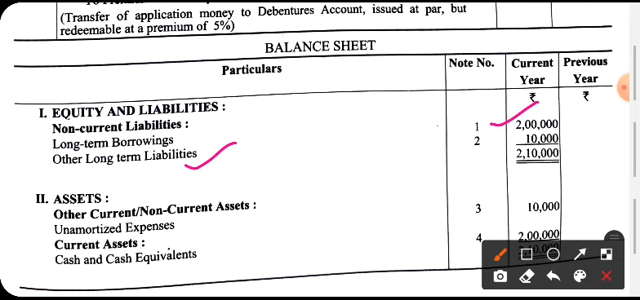 (Transfer of application money to Debentures Account, issued at par, but
redeemable at a premium of 5%)
BALANCE SHEET
Particulars Note No. Current Year Previous Year
₹ ₹
I. EQUITY AND LIABILITIES :
Non-current Liabilities :
Long-term Borrowings 1 2,00,000
Other Long term Liabilities 2 10,000
2,10,000
II. ASSETS :
Other Current/Non-Current Assets :
Unamortized Expenses 3 10,000
Current Assets :
Cash and Cash Equivalents 4 2,00,000